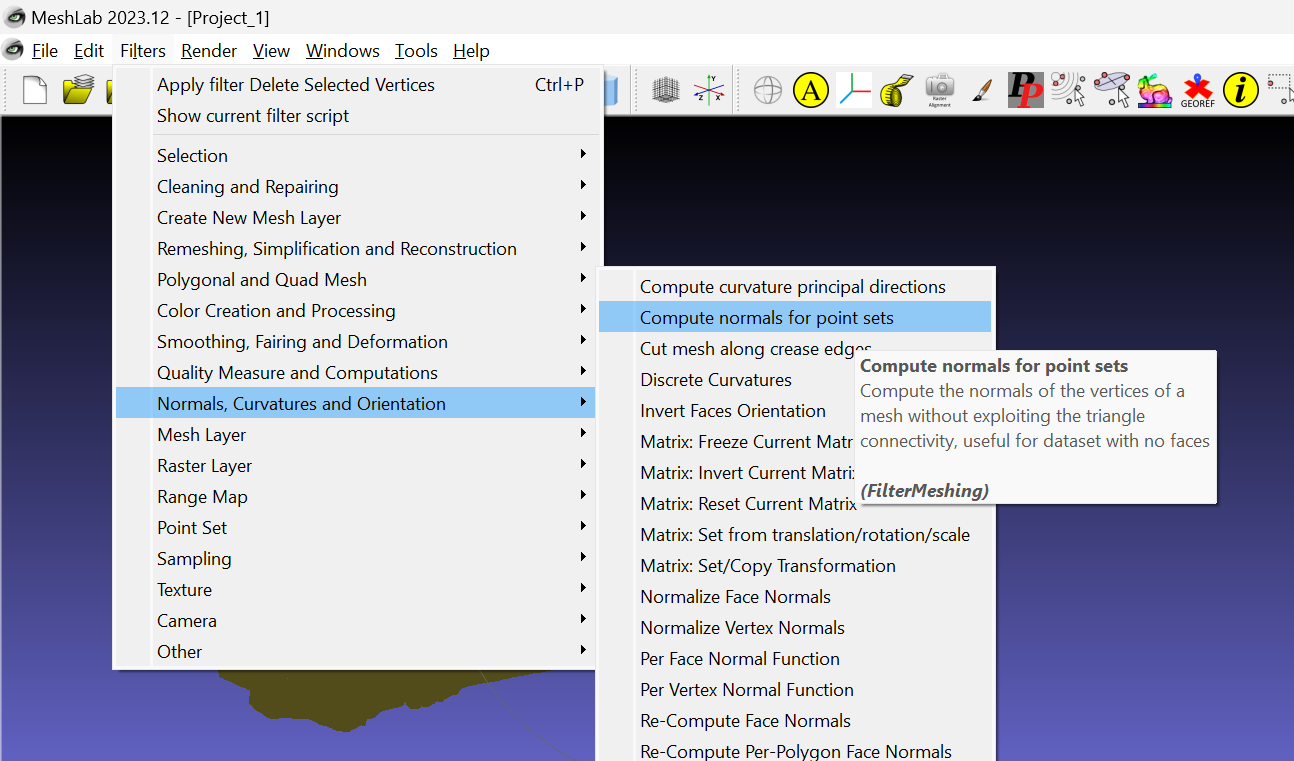 MeshLab 2023.12 - [Project_1]
File Edit Filters Render View Windows Tools Help
Apply filter Delete Selected Vertices Ctrl+P
Show current filter script
Selection
Cleaning and Repairing
Create New Mesh Layer
Remeshing, Simplification and Reconstruction
Polygonal and Quad Mesh
Color Creation and Processing
Smoothing, Fairing and Deformation
Quality Measure and Computations
Normals, Curvatures and Orientation
Mesh Layer
Raster Layer
Range Map
Point Set
Sampling
Texture
Camera
Other
Y
Z X
A
Raster
Alignment
PP
GEOREF
i
Compute curvature principal directions
Compute normals for point sets
Cut mesh along crease edges
Discrete Curvatures
Invert Faces Orientation
Matrix: Freeze Current Matr
Matrix: Invert Current Matri
Matrix: Reset Current Matrix
Matrix: Set from translation/rotation/scale
Matrix: Set/Copy Transformation
Normalize Face Normals
Normalize Vertex Normals
Per Face Normal Function
Per Vertex Normal Function
Re-Compute Face Normals
Re-Compute Per-Polygon Face Normals
Compute normals for point sets
Compute the normals of the vertices of a
mesh without exploiting the triangle
connectivity, useful for dataset with no faces
(FilterMeshing)